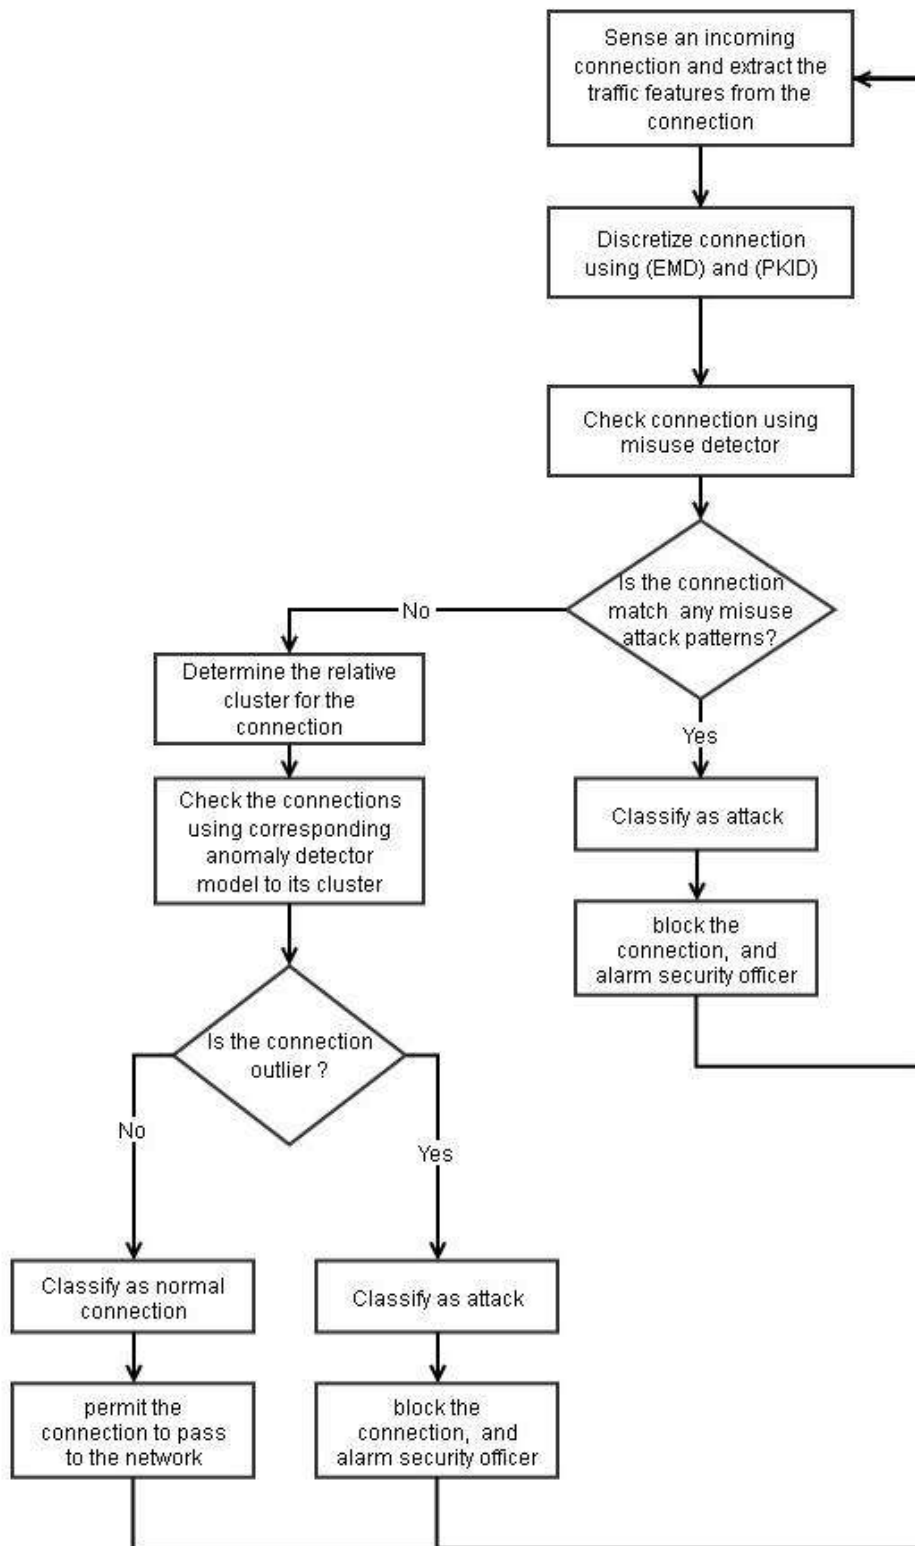 Sense an incoming
connection and extract the
traffic features from the
connection
Discretize connection
using (EMD) and (PKID)
Check connection using
misuse detector
Is the connection
match any misuse
attack patterns?
No
Yes
Determine the relative
cluster for the
connection
Check the connections
using corresponding
anomaly detector
model to its cluster
Classify as attack
block the
connection, and
alarm security officer
Is the connection
outlier ?
No
Yes
Classify as normal
connection
Classify as attack
permit the
connection to pass
to the network
block the
connection, and
alarm security officer